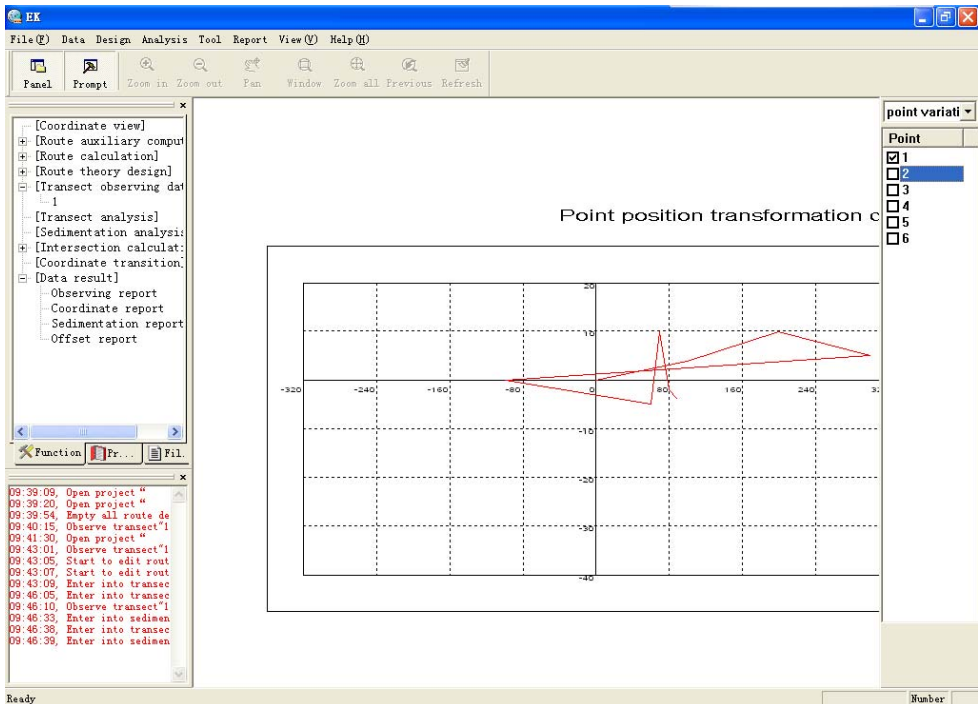 EK
File(F) Data Design Analysis Tool Report View(V) Help(H)
Panel Prompt Zoom in Zoom out Pan Window Zoom all Previous Refresh
[Coordinate view]
[Route auxiliary comput
[Route calculation]
[Route theory design]
[Transect observing dat
1
[Transect analysis]
[Sedimentation analysis
[Intersection calculat:
[Coordinate transition]
[Data result]
Observing report
Coordinate report
Sedimentation report
Offset report
Function Pr... Fil.
09:39:09, Open project "
09:39:20, Open project "
09:39:54, Empty all route de
09:40:15, Observe transect"1
09:41:30, Open project "
09:43:01, Observe transect"1
09:43:05, Start to edit rout
09:43:07, Start to edit rout
09:43:09, Enter into transec
09:46:05, Enter into transec
09:46:10, Observe transect"1
09:46:33, Enter into sedimen
09:46:38, Enter into transec
09:46:39, Enter into sedimen
Point position transformation c
20
10
-320 -240 -160 -80 0 80 160 240 32
-10
-20
-30
-40
point variati
Point
1
2
3
4
5
6
Ready
Number